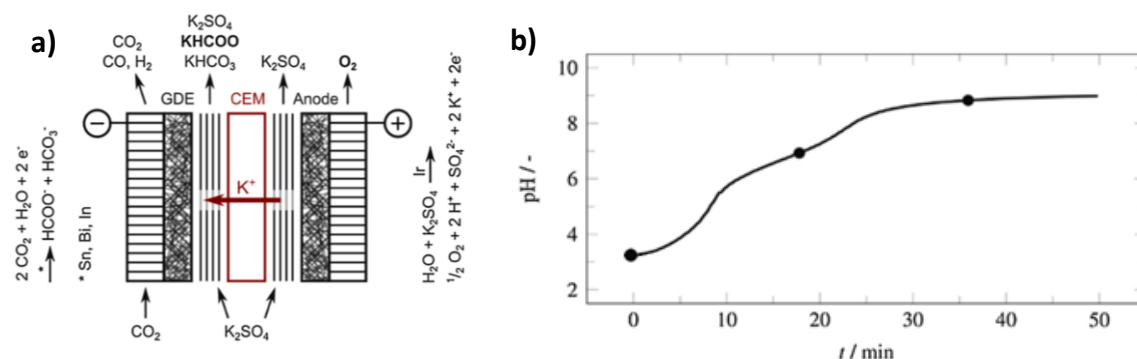 a)
CO₂
CO, H₂
K₂SO₄
KHCOO
KHCO₃
K₂SO₄
O₂
GDE
CEM
Anode
−
+
K⁺
2 CO₂ + H₂O + 2 e⁻
* → HCOO⁻ + HCO₃⁻
* Sn, Bi, In
H₂O + K₂SO₄ Ir →
½ O₂ + 2 H⁺ + SO₄²⁻ + 2 K⁺ + 2e⁻
CO₂
K₂SO₄
b)
pH / -
10
8
6
4
2
0
10
20
30
40
50
t / min